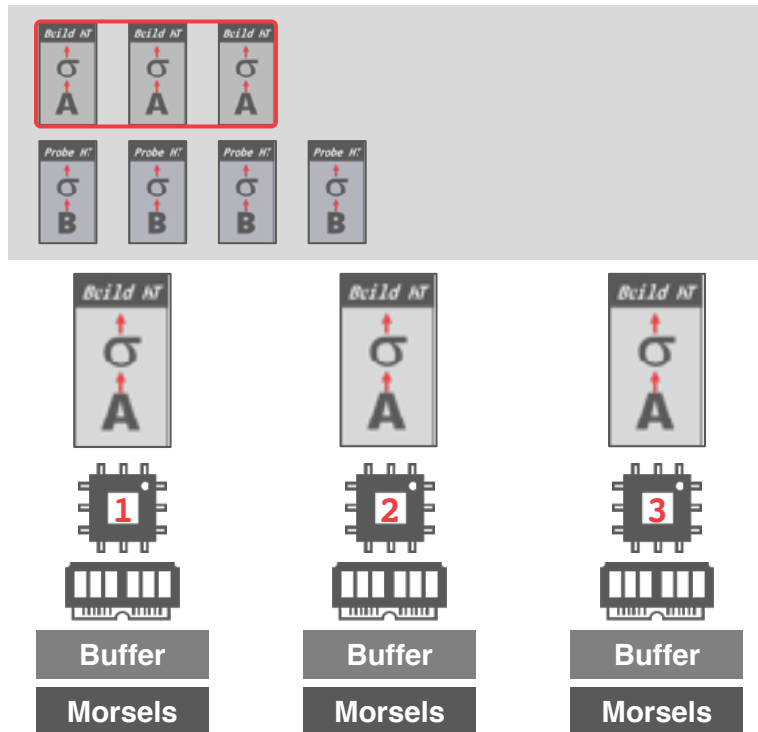 Build HT Build HT Build HT
σ σ σ
A A A
Probe HT Probe HT Probe HT Probe HT
σ σ σ σ
B B B B
Build HT Build HT Build HT
σ σ σ
A A A
1 2 3
Buffer Buffer Buffer
Morsels Morsels Morsels